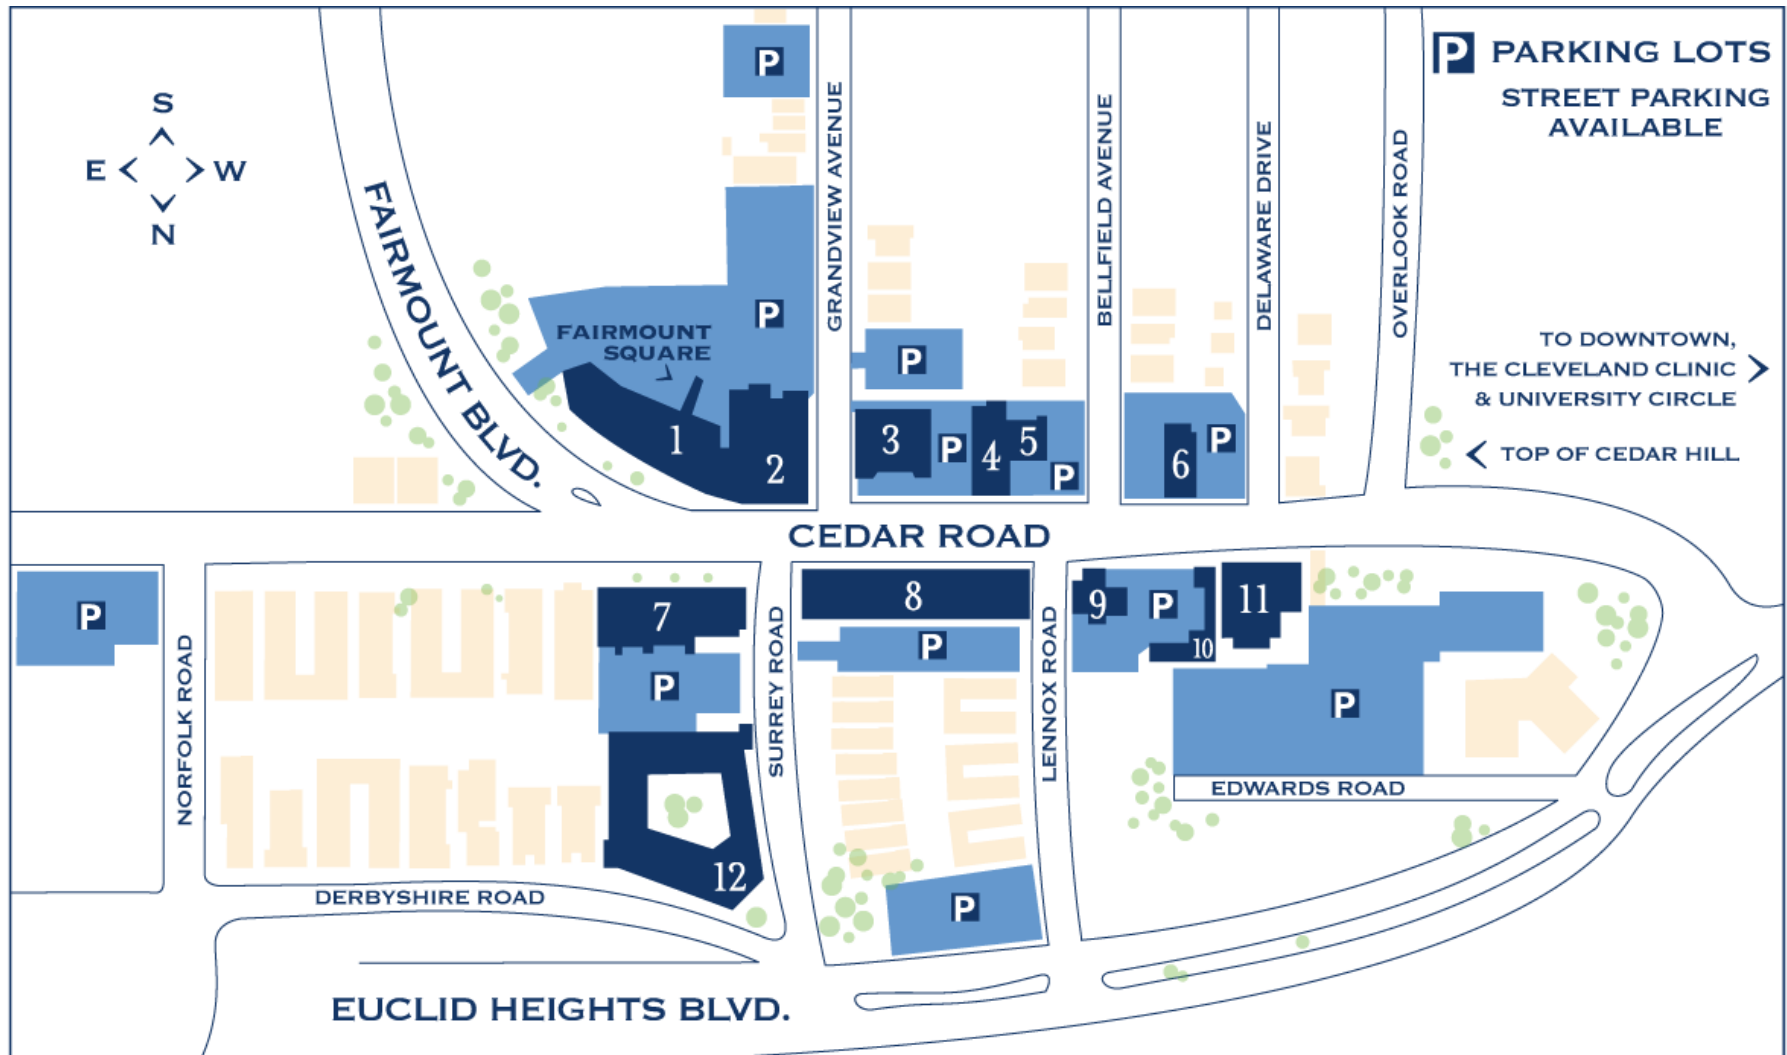 P PARKING LOTS
STREET PARKING
AVAILABLE
S
E W
N
P
FAIRMOUNT BLVD.
GRANDVIEW AVENUE
BELLFIELD AVENUE
DELAWARE DRIVE
OVERLOOK ROAD
FAIRMOUNT
SQUARE
P
P
TO DOWNTOWN,
THE CLEVELAND CLINIC
& UNIVERSITY CIRCLE
TOP OF CEDAR HILL
1
2
3
P
4
5
P
6
P
CEDAR ROAD
P
NORFOLK ROAD
7
P
SURREY ROAD
8
P
LENNOX ROAD
9
P
10
11
P
EDWARDS ROAD
12
DERBYSHIRE ROAD
P
EUCLID HEIGHTS BLVD.